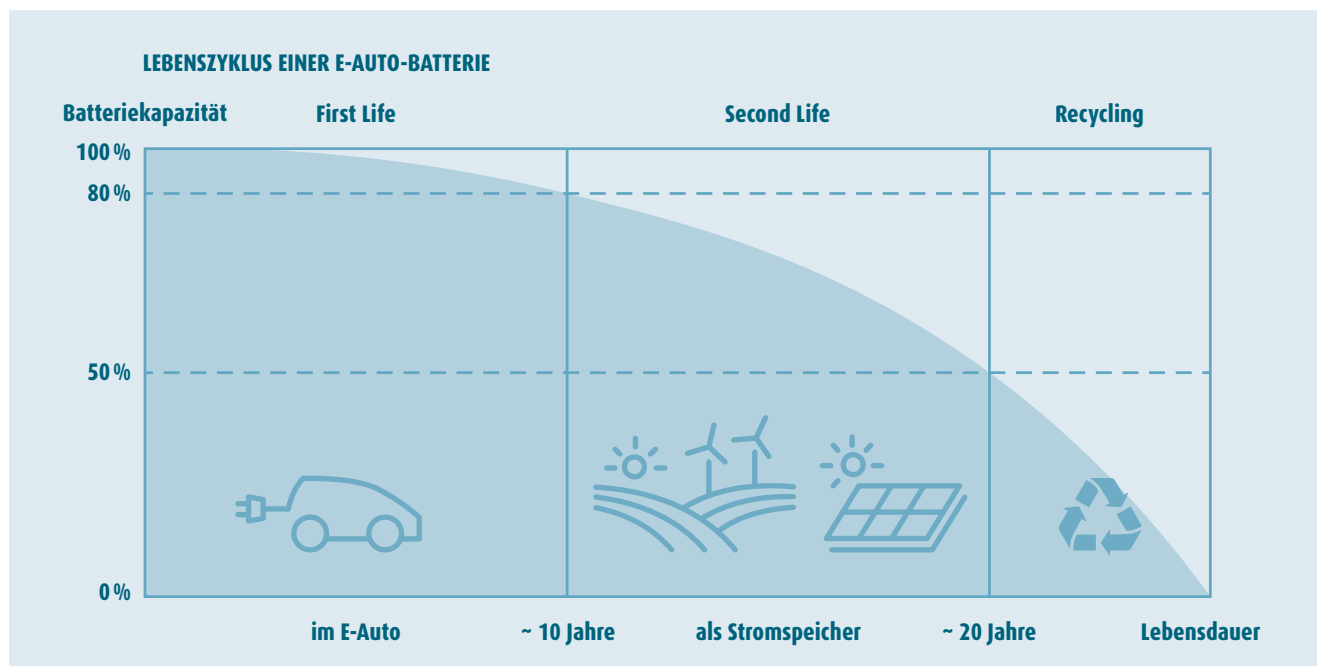 LEBENSZYKLUS EINER E-AUTO-BATTERIE
Batteriekapazität First Life Second Life Recycling
100 %
80 %
50 %
0 %
im E-Auto ~ 10 Jahre als Stromspeicher ~ 20 Jahre Lebensdauer